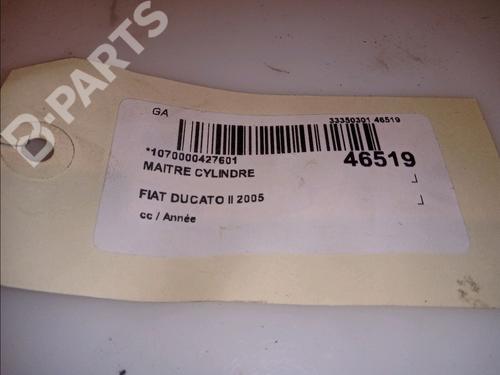 B-PARTS
GA
33350301 46519
*1070000427601
46519
MAITRE CYLINDRE
FIAT DUCATO II 2005
cc / Année